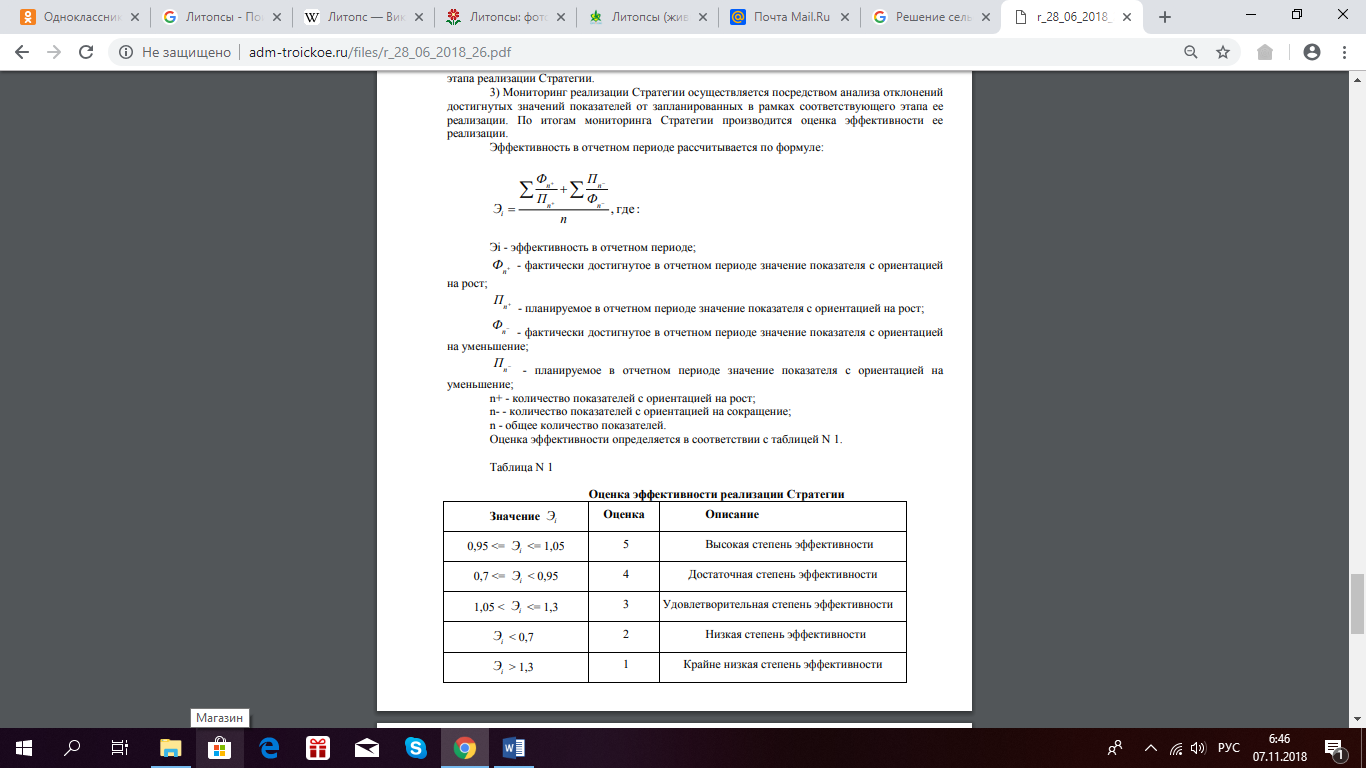 Одноклассник
Литопсы - Пои
Литопс — Вик
Литопсы: фото
Литопсы (жив
Почта Mail.Ru
Решение сель
r_28_06_2018_
Не защищено
adm-troickoe.ru/files/r_28_06_2018_26.pdf
этапа реализации Стратегии.
3) Мониторинг реализации Стратегии осуществляется посредством анализа отклонений
достигнутых значений показателей от запланированных в рамках соответствующего этапа ее
реализации. По итогам мониторинга Стратегии производится оценка эффективности ее
реализации.
Эффективность в отчетном периоде рассчитывается по формуле:
Эi = (∑ Фn+/Пn+ + ∑ Пn-/Фn-) / n , где :
Эi - эффективность в отчетном периоде;
Фn+ - фактически достигнутое в отчетном периоде значение показателя с ориентацией
на рост;
Пn+ - планируемое в отчетном периоде значение показателя с ориентацией на рост;
Фn- - фактически достигнутое в отчетном периоде значение показателя с ориентацией
на уменьшение;
Пn- - планируемое в отчетном периоде значение показателя с ориентацией на
уменьшение;
n+ - количество показателей с ориентацией на рост;
n- - количество показателей с ориентацией на сокращение;
n - общее количество показателей.
Оценка эффективности определяется в соответствии с таблицей N 1.
Таблица N 1
Оценка эффективности реализации Стратегии
Значение Эi Оценка Описание
0,95 <= Эi <= 1,05 5 Высокая степень эффективности
0,7 <= Эi < 0,95 4 Достаточная степень эффективности
1,05 < Эi <= 1,3 3 Удовлетворительная степень эффективности
Эi < 0,7 2 Низкая степень эффективности
Эi > 1,3 1 Крайне низкая степень эффективности
Магазин
РУС
6:46
07.11.2018
1